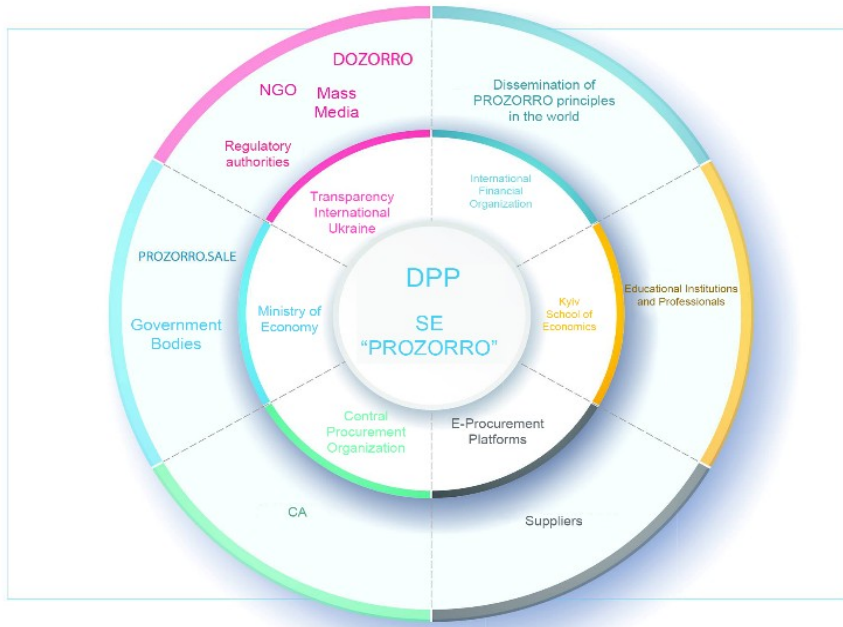 DOZORRO
NGO
Mass
Media
Regulatory
authorities
Dissemination of
PROZORRO principles
in the world
Transparency
International
Ukraine
International
Financial
Organization
PROZORRO.SALE
Government
Bodies
Ministry of
Economy
DPP
SE
“PROZORRO”
Kyiv
School of
Economics
Educational Institutions
and Professionals
Central
Procurement
Organization
E-Procurement
Platforms
CA
Suppliers